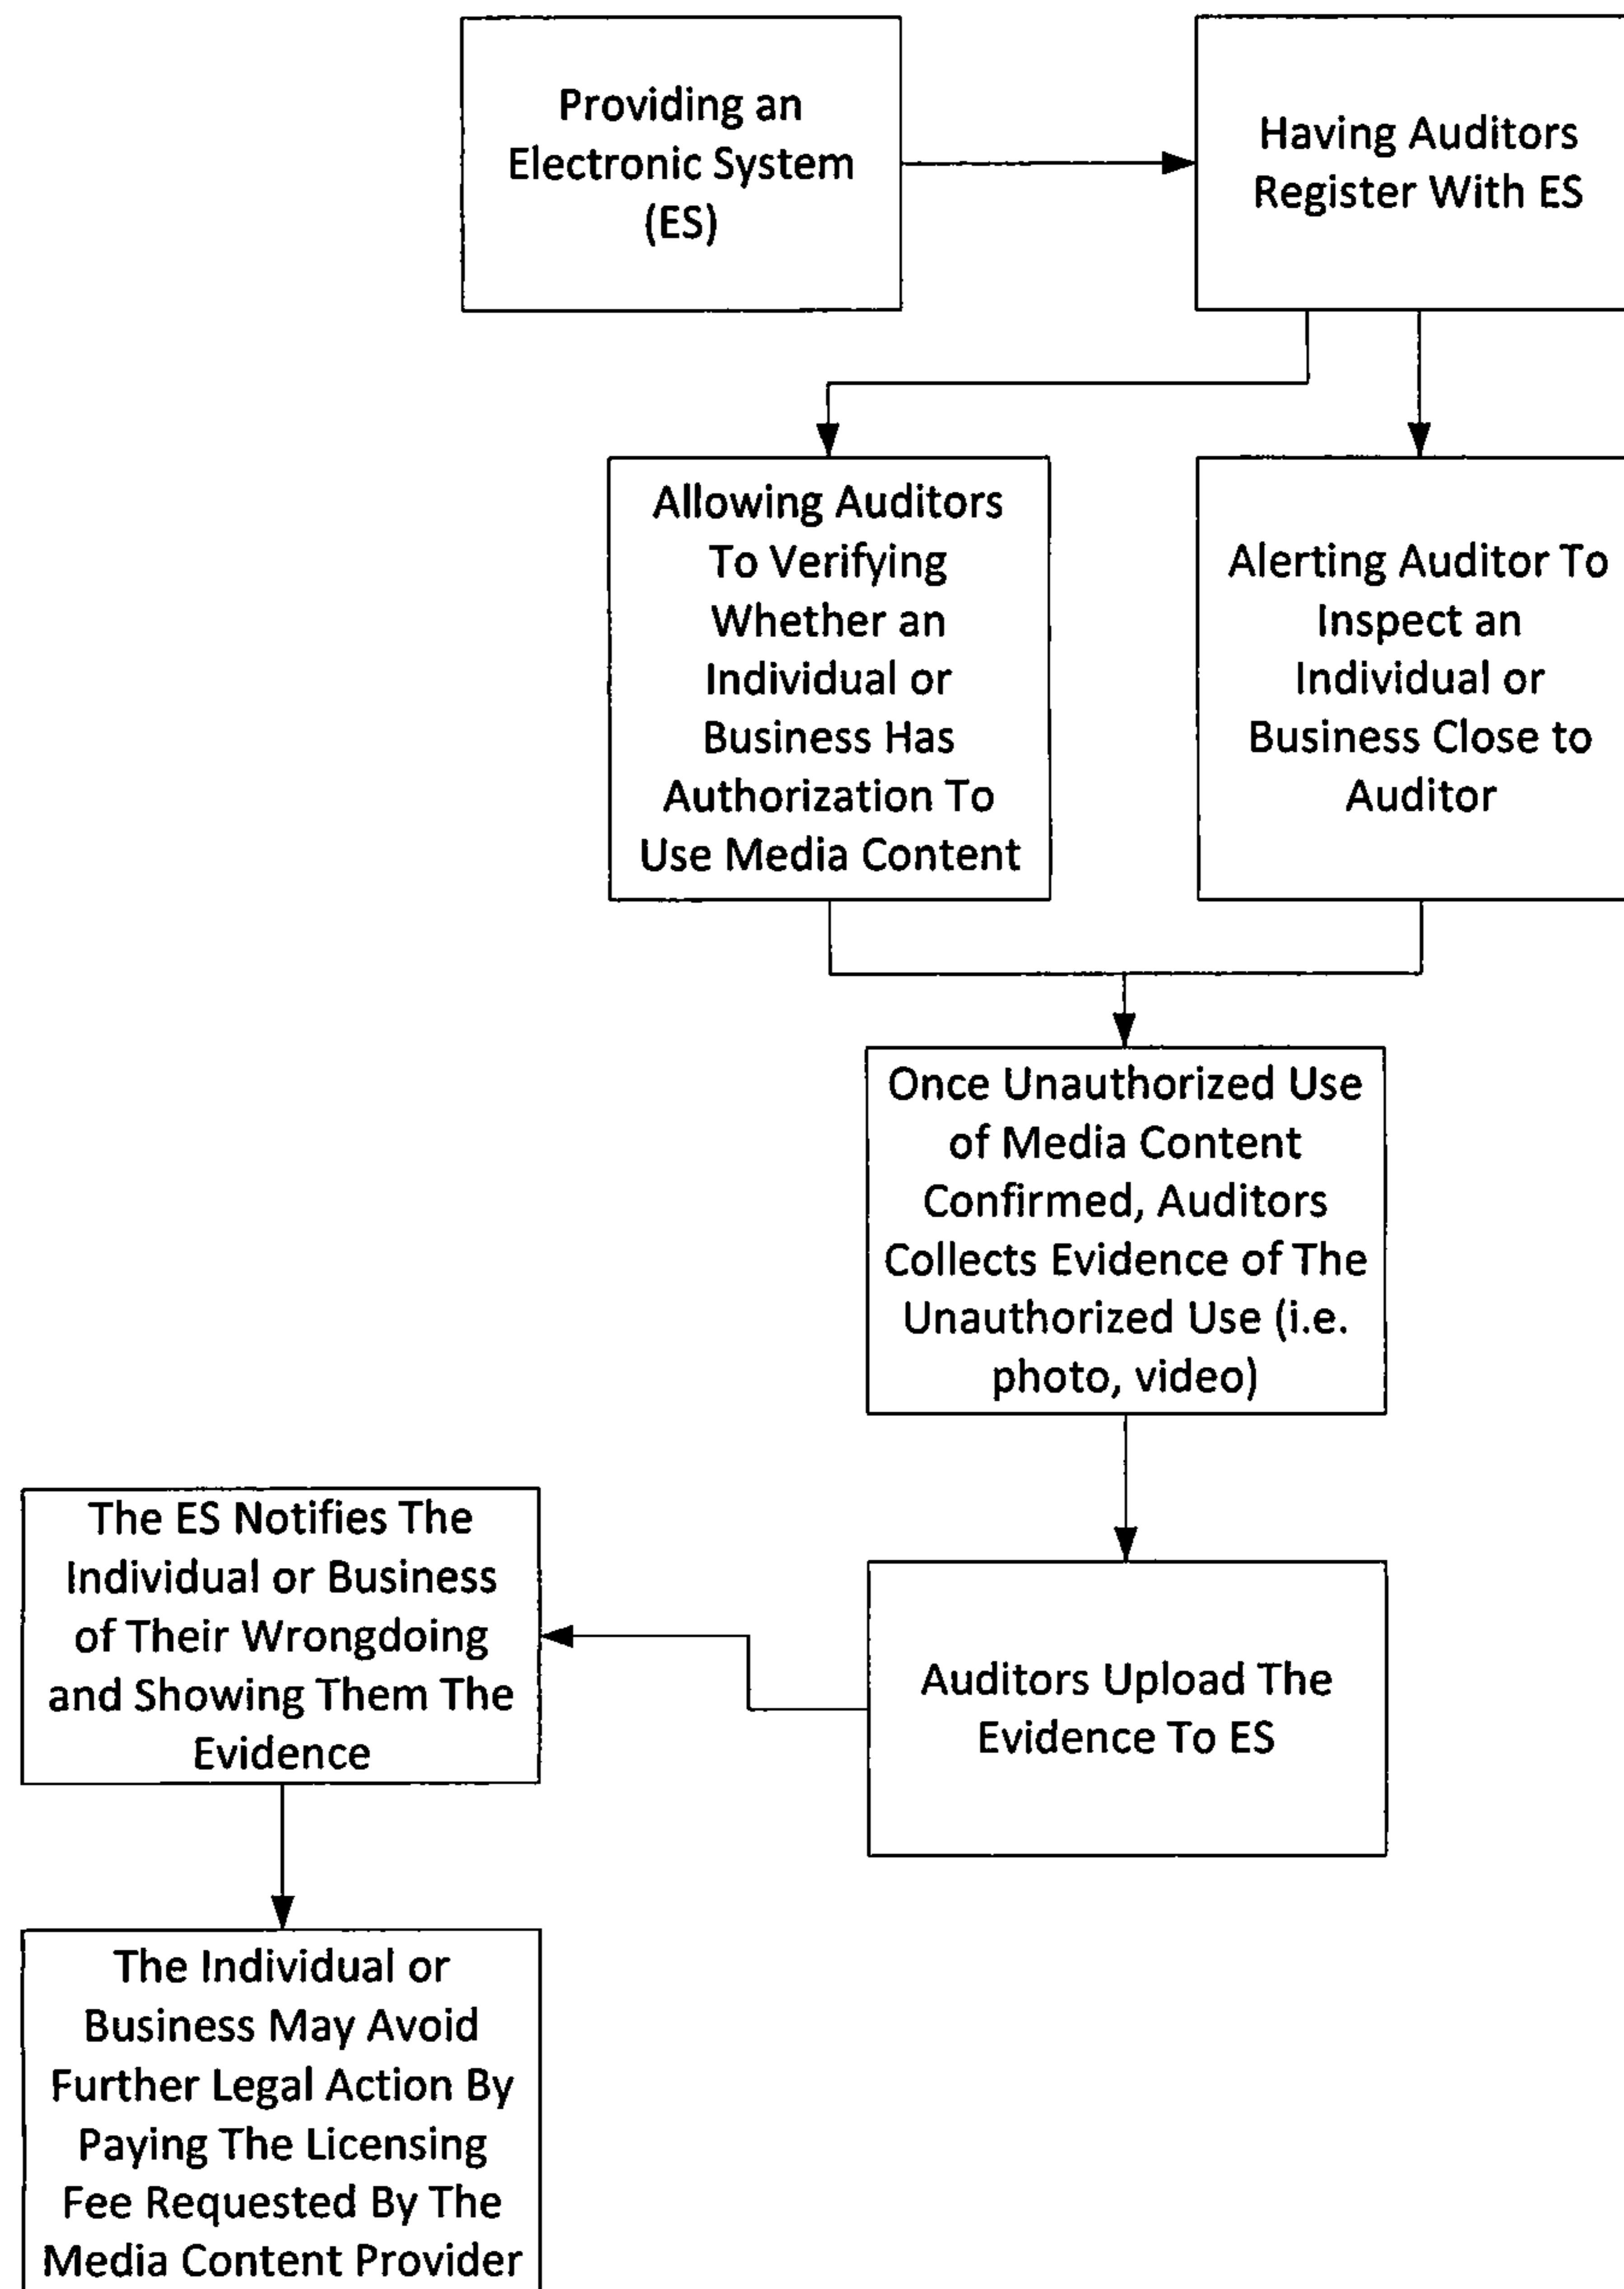 Providing an
Electronic System
(ES)
Having Auditors
Register With ES
Allowing Auditors
To Verifying
Whether an
Individual or
Business Has
Authorization To
Use Media Content
Alerting Auditor To
Inspect an
Individual or
Business Close to
Auditor
Once Unauthorized Use
of Media Content
Confirmed, Auditors
Collects Evidence of The
Unauthorized Use (i.e.
photo, video)
Auditors Upload The
Evidence To ES
The ES Notifies The
Individual or Business
of Their Wrongdoing
and Showing Them The
Evidence
The Individual or
Business May Avoid
Further Legal Action By
Paying The Licensing
Fee Requested By The
Media Content Provider